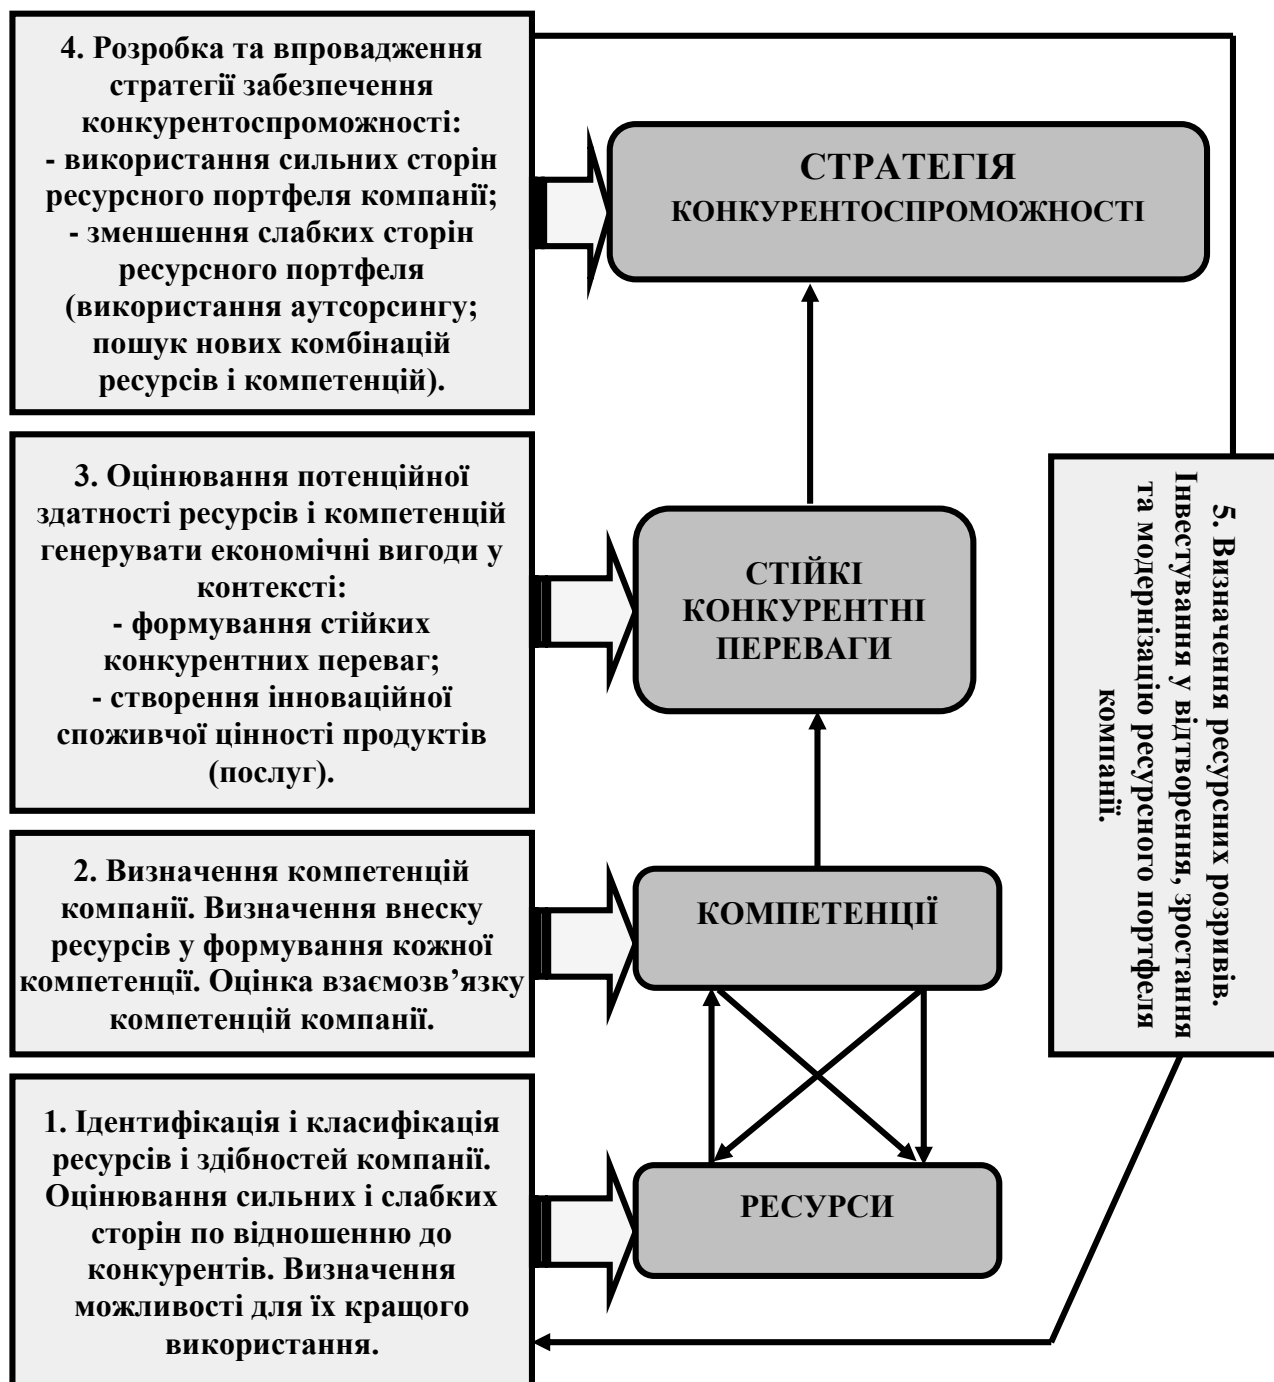 4. Розробка та впровадження
стратегії забезпечення
конкурентоспроможності:
- використання сильних сторін
ресурсного портфеля компанії;
- зменшення слабких сторін
ресурсного портфеля
(використання аутсорсингу;
пошук нових комбінацій
ресурсів і компетенцій).
СТРАТЕГІЯ
КОНКУРЕНТОСПРОМОЖНОСТІ
3. Оцінювання потенційної
здатності ресурсів і компетенцій
генерувати економічні вигоди у
контексті:
- формування стійких
конкурентних переваг;
- створення інноваційної
споживчої цінності продуктів
(послуг).
СТІЙКІ
КОНКУРЕНТНІ
ПЕРЕВАГИ
5. Визначення ресурсних розривів.
Інвестування у відтворення, зростання
та модернізацію ресурсного портфеля
компанії.
2. Визначення компетенцій
компанії. Визначення внеску
ресурсів у формування кожної
компетенції. Оцінка взаємозв’язку
компетенцій компанії.
КОМПЕТЕНЦІЇ
1. Ідентифікація і класифікація
ресурсів і здібностей компанії.
Оцінювання сильних і слабких
сторін по відношенню до
конкурентів. Визначення
можливості для їх кращого
використання.
РЕСУРСИ